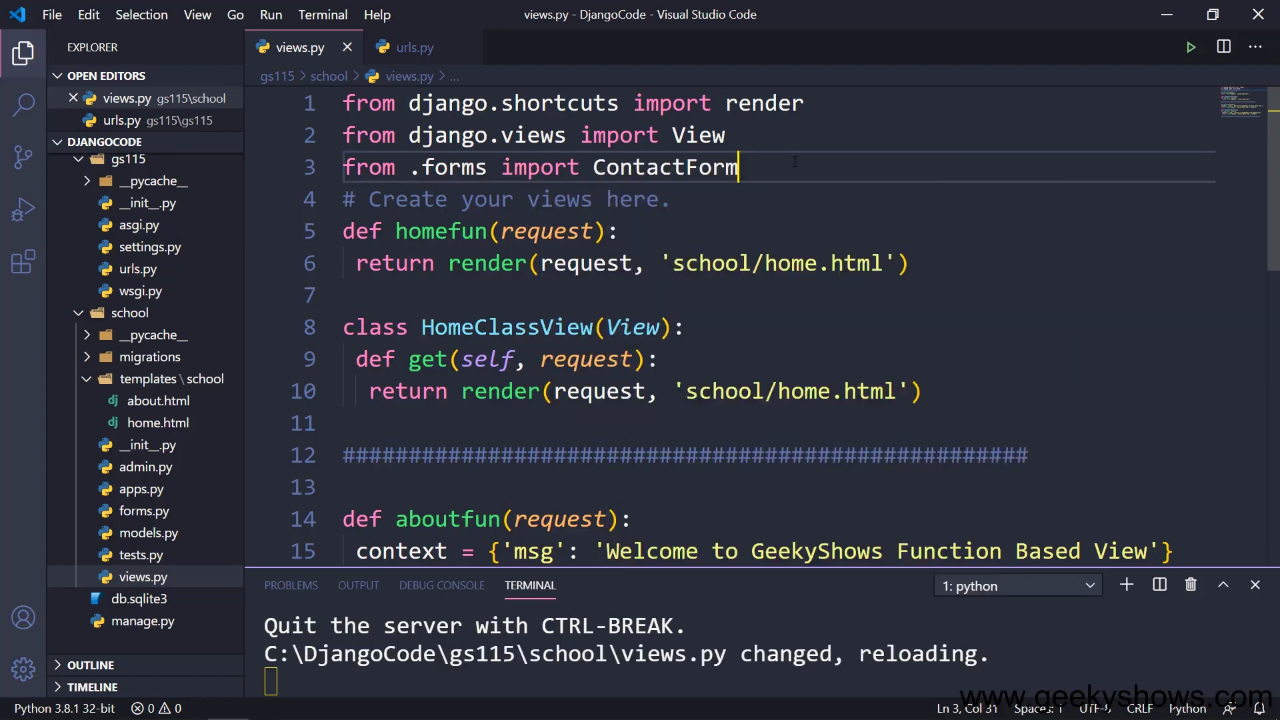 File Edit Selection View Go Run Terminal Help views.py - DjangoCode - Visual Studio Code
EXPLORER
OPEN EDITORS
views.py gs115\school
urls.py gs115\gs115
DJANGOCODE
gs115
__pycache__
__init__.py
asgi.py
settings.py
urls.py
wsgi.py
school
__pycache__
migrations
templates \ school
about.html
home.html
__init__.py
admin.py
apps.py
forms.py
models.py
tests.py
views.py
db.sqlite3
manage.py
OUTLINE
TIMELINE
views.py urls.py
gs115 > school > views.py > ...
1 from django.shortcuts import render
2 from django.views import View
3 from .forms import ContactForm
4 # Create your views here.
5 def homefun(request):
6 return render(request, 'school/home.html')
7
8 class HomeClassView(View):
9 def get(self, request):
10 return render(request, 'school/home.html')
11
12 ####################################################
13
14 def aboutfun(request):
15 context = {'msg': 'Welcome to GeekyShows Function Based View'}
PROBLEMS OUTPUT DEBUG CONSOLE TERMINAL 1: python
Quit the server with CTRL-BREAK.
C:\DjangoCode\gs115\school\views.py changed, reloading.
www.geekyshows.com
Python 3.8.1 32-bit 0 0 Ln 3, Col 31 Spaces: 1 UTF-8 CRLF Python